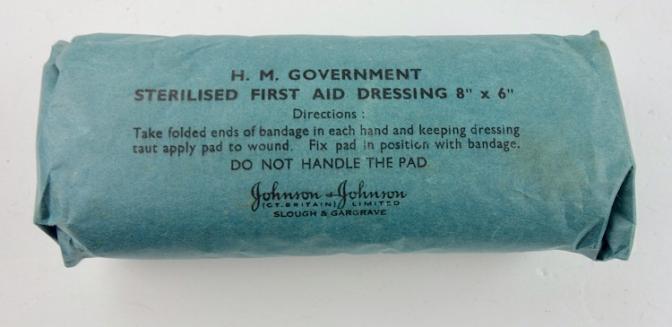 H. M. GOVERNMENT
STERILISED FIRST AID DRESSING 8" x 6"
Directions :
Take folded ends of bandage in each hand and keeping dressing
taut apply pad to wound. Fix pad in position with bandage.
DO NOT HANDLE THE PAD
Johnson & Johnson
(GT. BRITAIN) LIMITED
SLOUGH & GARGRAVE